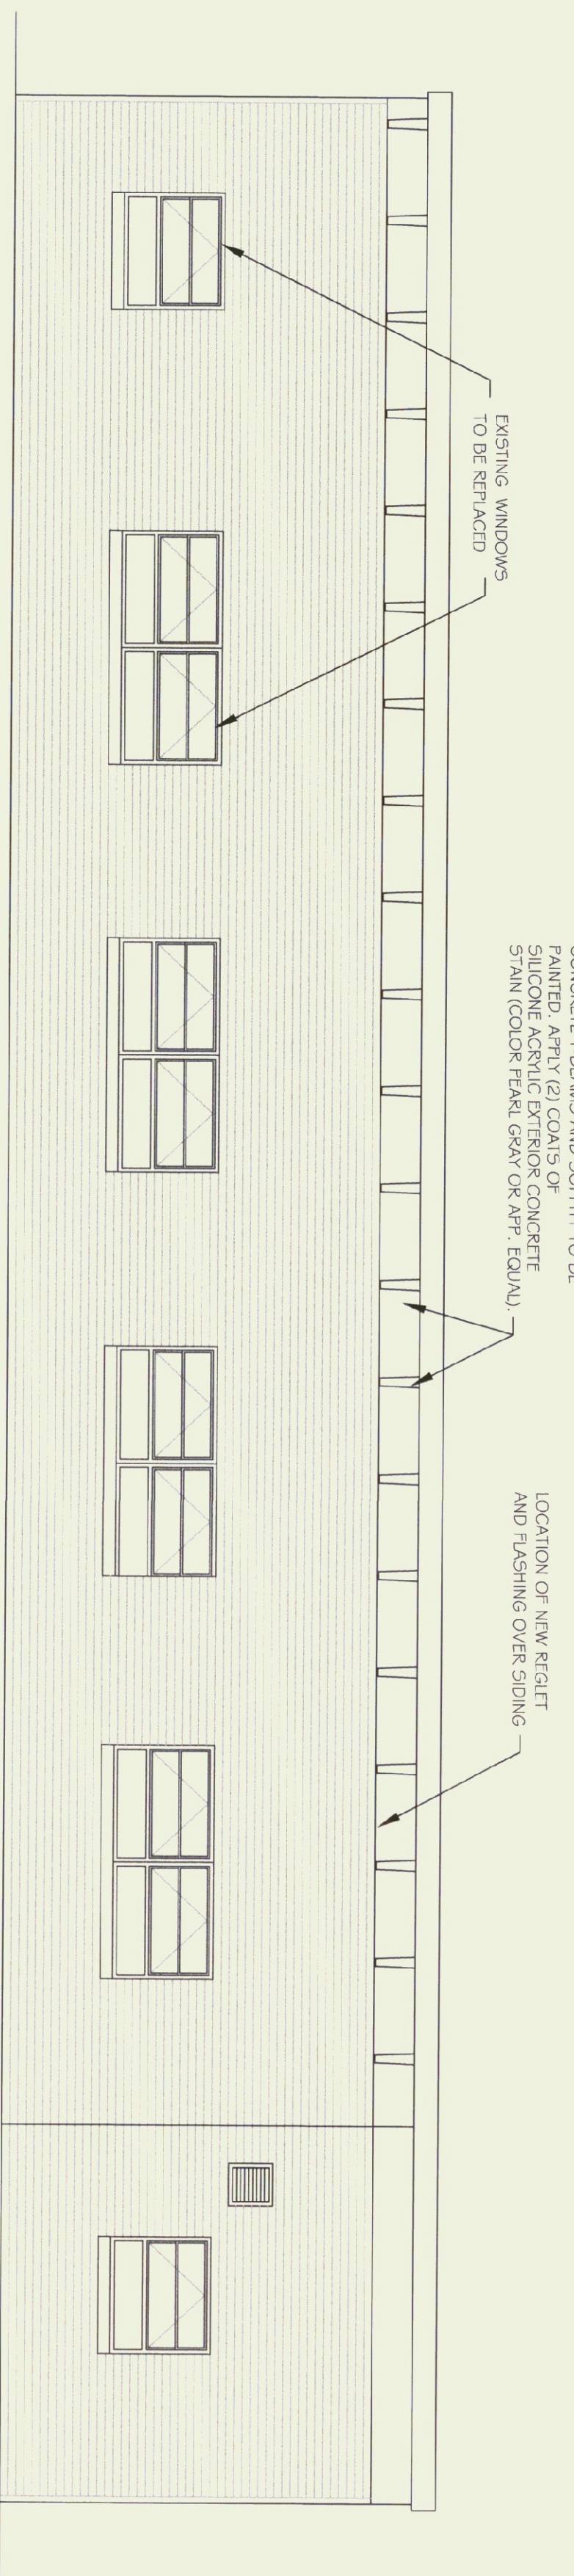 EXISTING WINDOWS
TO BE REPLACED
PAINTED. APPLY (2) COATS OF
SILICONE ACRYLIC EXTERIOR CONCRETE
STAIN (COLOR PEARL GRAY OR APP. EQUAL).
LOCATION OF NEW REGLET
AND FLASHING OVER SIDING